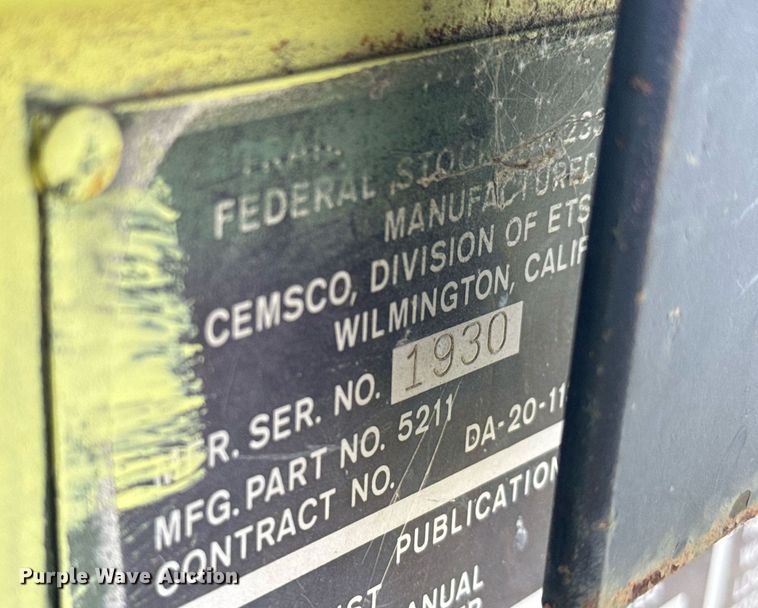 FEDERAL STOCK
MANUFACTURED
CEMSCO, DIVISION OF ETS
WILMINGTON, CALIF
MFR. SER. NO. 1930
MFG. PART NO. 5211
CONTRACT NO. DA-20-11
PUBLICATION
Purple Wave Auction